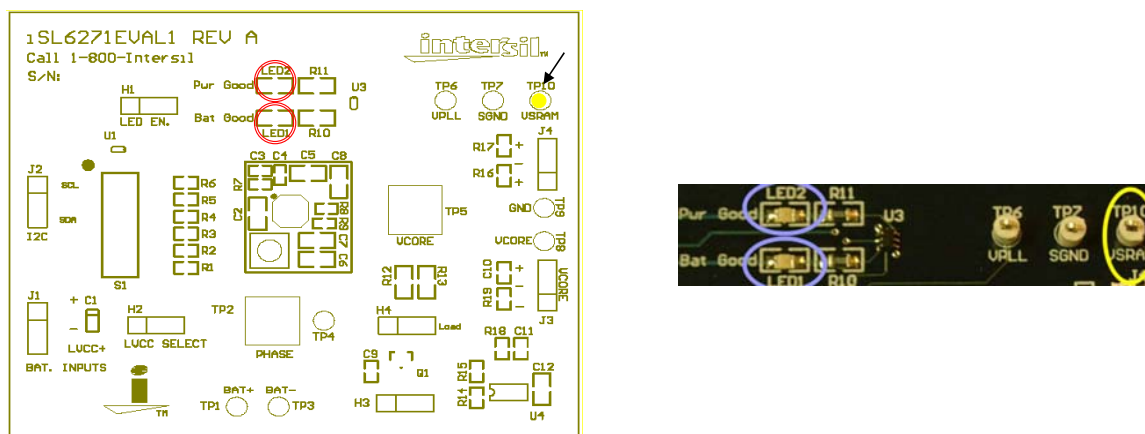 iSL6271EVAL1 REV A
Call 1-800-Intersil
S/N:
intersil™
LED2 R11
Pwr Good
U3
H1
LED EN.
Bat Good
LED1 R10
TP6 TP7 TP10
VPLL SGND VSRAM
U1
R17 +
−
J4
R16 +
J2
SCL
SDA
I2C
S1
R6
R5
R4
R3
R2
R1
C3 C4 C5 C8
R7
C2
R8
R9
C7
C6
TP5
VCORE
GND TP9
VCORE TP8
R12 R13
C10 +
−
R19 +
−
VCORE
J3
J1
+ C1
−
LVCC+
BAT. INPUTS
H2
LVCC SELECT
TP2
PHASE
TP4
H4
Load
R18 C11
C9
Q1
R15
R14
C12
U4
H3
TM
BAT+ BAT-
TP1 TP3
LED2 R11
Pwr Good
U3
Bat Good
LED1 R10
TP6 TP7 TP10
VPLL SGND VSRAM